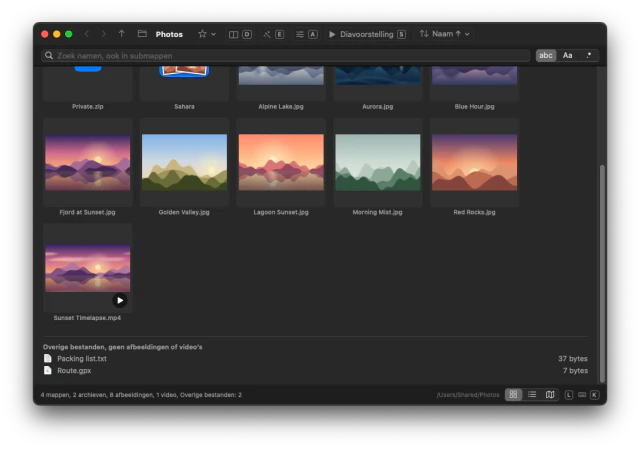 Photos
D
E
A
Diavoorstelling S
Naam
Zoek namen, ook in submappen
abc
Aa
.*
Private.zip
Sahara
Alpine Lake.jpg
Aurora.jpg
Blue Hour.jpg
Fjord at Sunset.jpg
Golden Valley.jpg
Lagoon Sunset.jpg
Morning Mist.jpg
Red Rocks.jpg
Sunset Timelapse.mp4
Overige bestanden, geen afbeeldingen of video's
Packing list.txt 37 bytes
Route.gpx 7 bytes
4 mappen, 2 archieven, 8 afbeeldingen, 1 video, Overige bestanden: 2
/Users/Shared/Photos
L
K